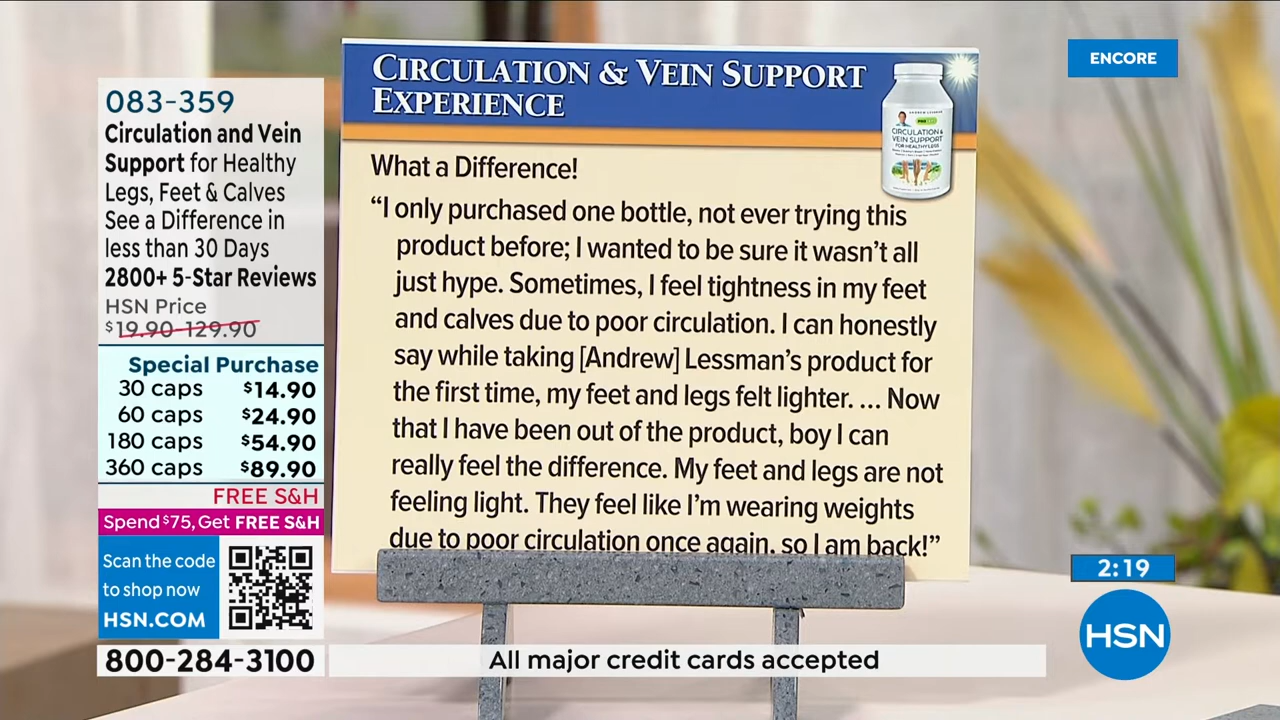 ENCORE
083-359
Circulation and Vein
Support for Healthy
Legs, Feet & Calves
See a Difference in
less than 30 Days
2800+ 5-Star Reviews
HSN Price
$19.90-129.90
Special Purchase
30 caps $14.90
60 caps $24.90
180 caps $54.90
360 caps $89.90
FREE S&H
Spend $75, Get FREE S&H
Scan the code
to shop now
HSN.COM
800-284-3100
CIRCULATION & VEIN SUPPORT
EXPERIENCE
CIRCULATION &
VEIN SUPPORT
FOR HEALTHY LEGS
What a Difference!
“I only purchased one bottle, not ever trying this
product before; I wanted to be sure it wasn’t all
just hype. Sometimes, I feel tightness in my feet
and calves due to poor circulation. I can honestly
say while taking [Andrew] Lessman’s product for
the first time, my feet and legs felt lighter. ... Now
that I have been out of the product, boy I can
really feel the difference. My feet and legs are not
feeling light. They feel like I’m wearing weights
due to poor circulation once again, so I am back!”
2:19
HSN
All major credit cards accepted